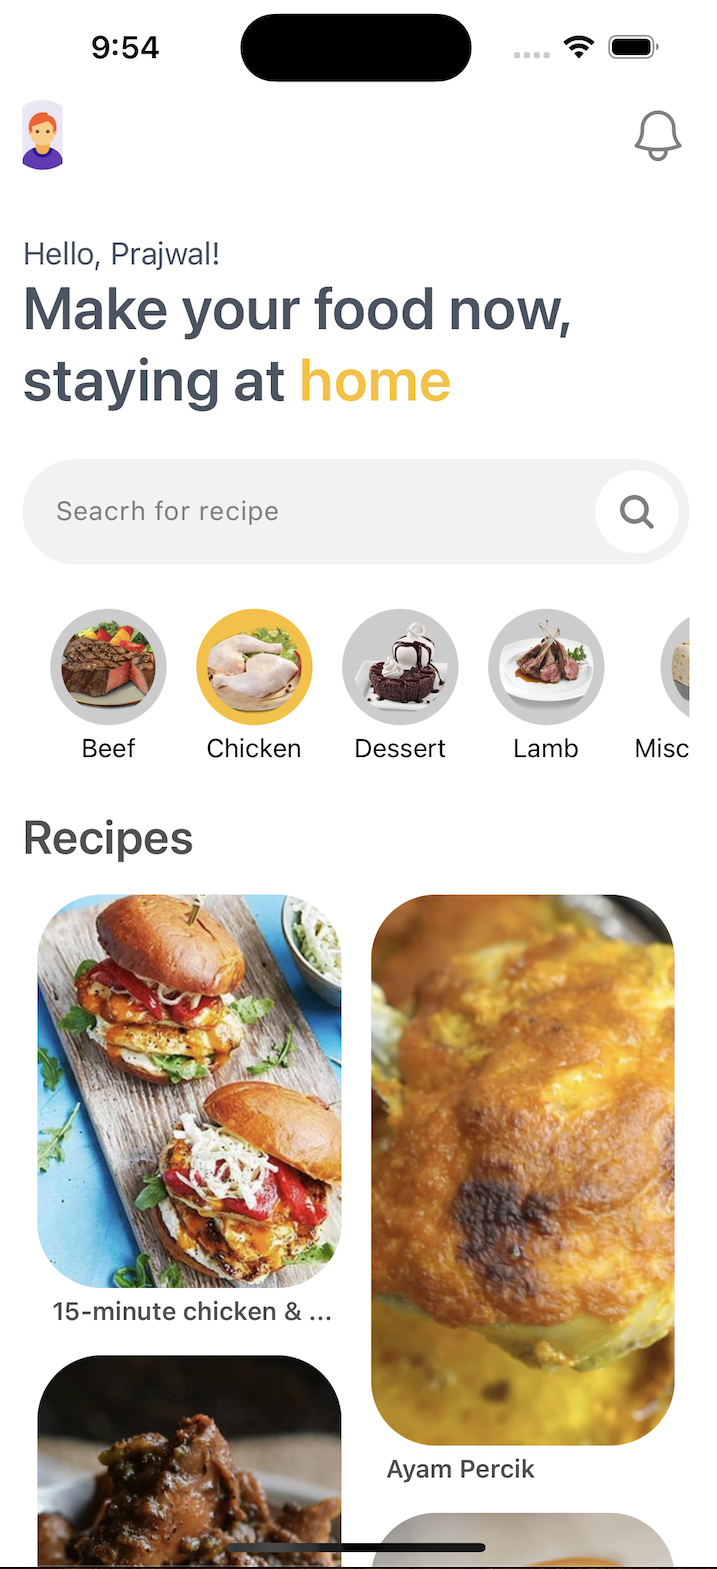 9:54
Hello, Prajwal!
Make your food now,
staying at home
Seacrh for recipe
Beef Chicken Dessert Lamb Misc
Recipes
15-minute chicken & ...
Ayam Percik